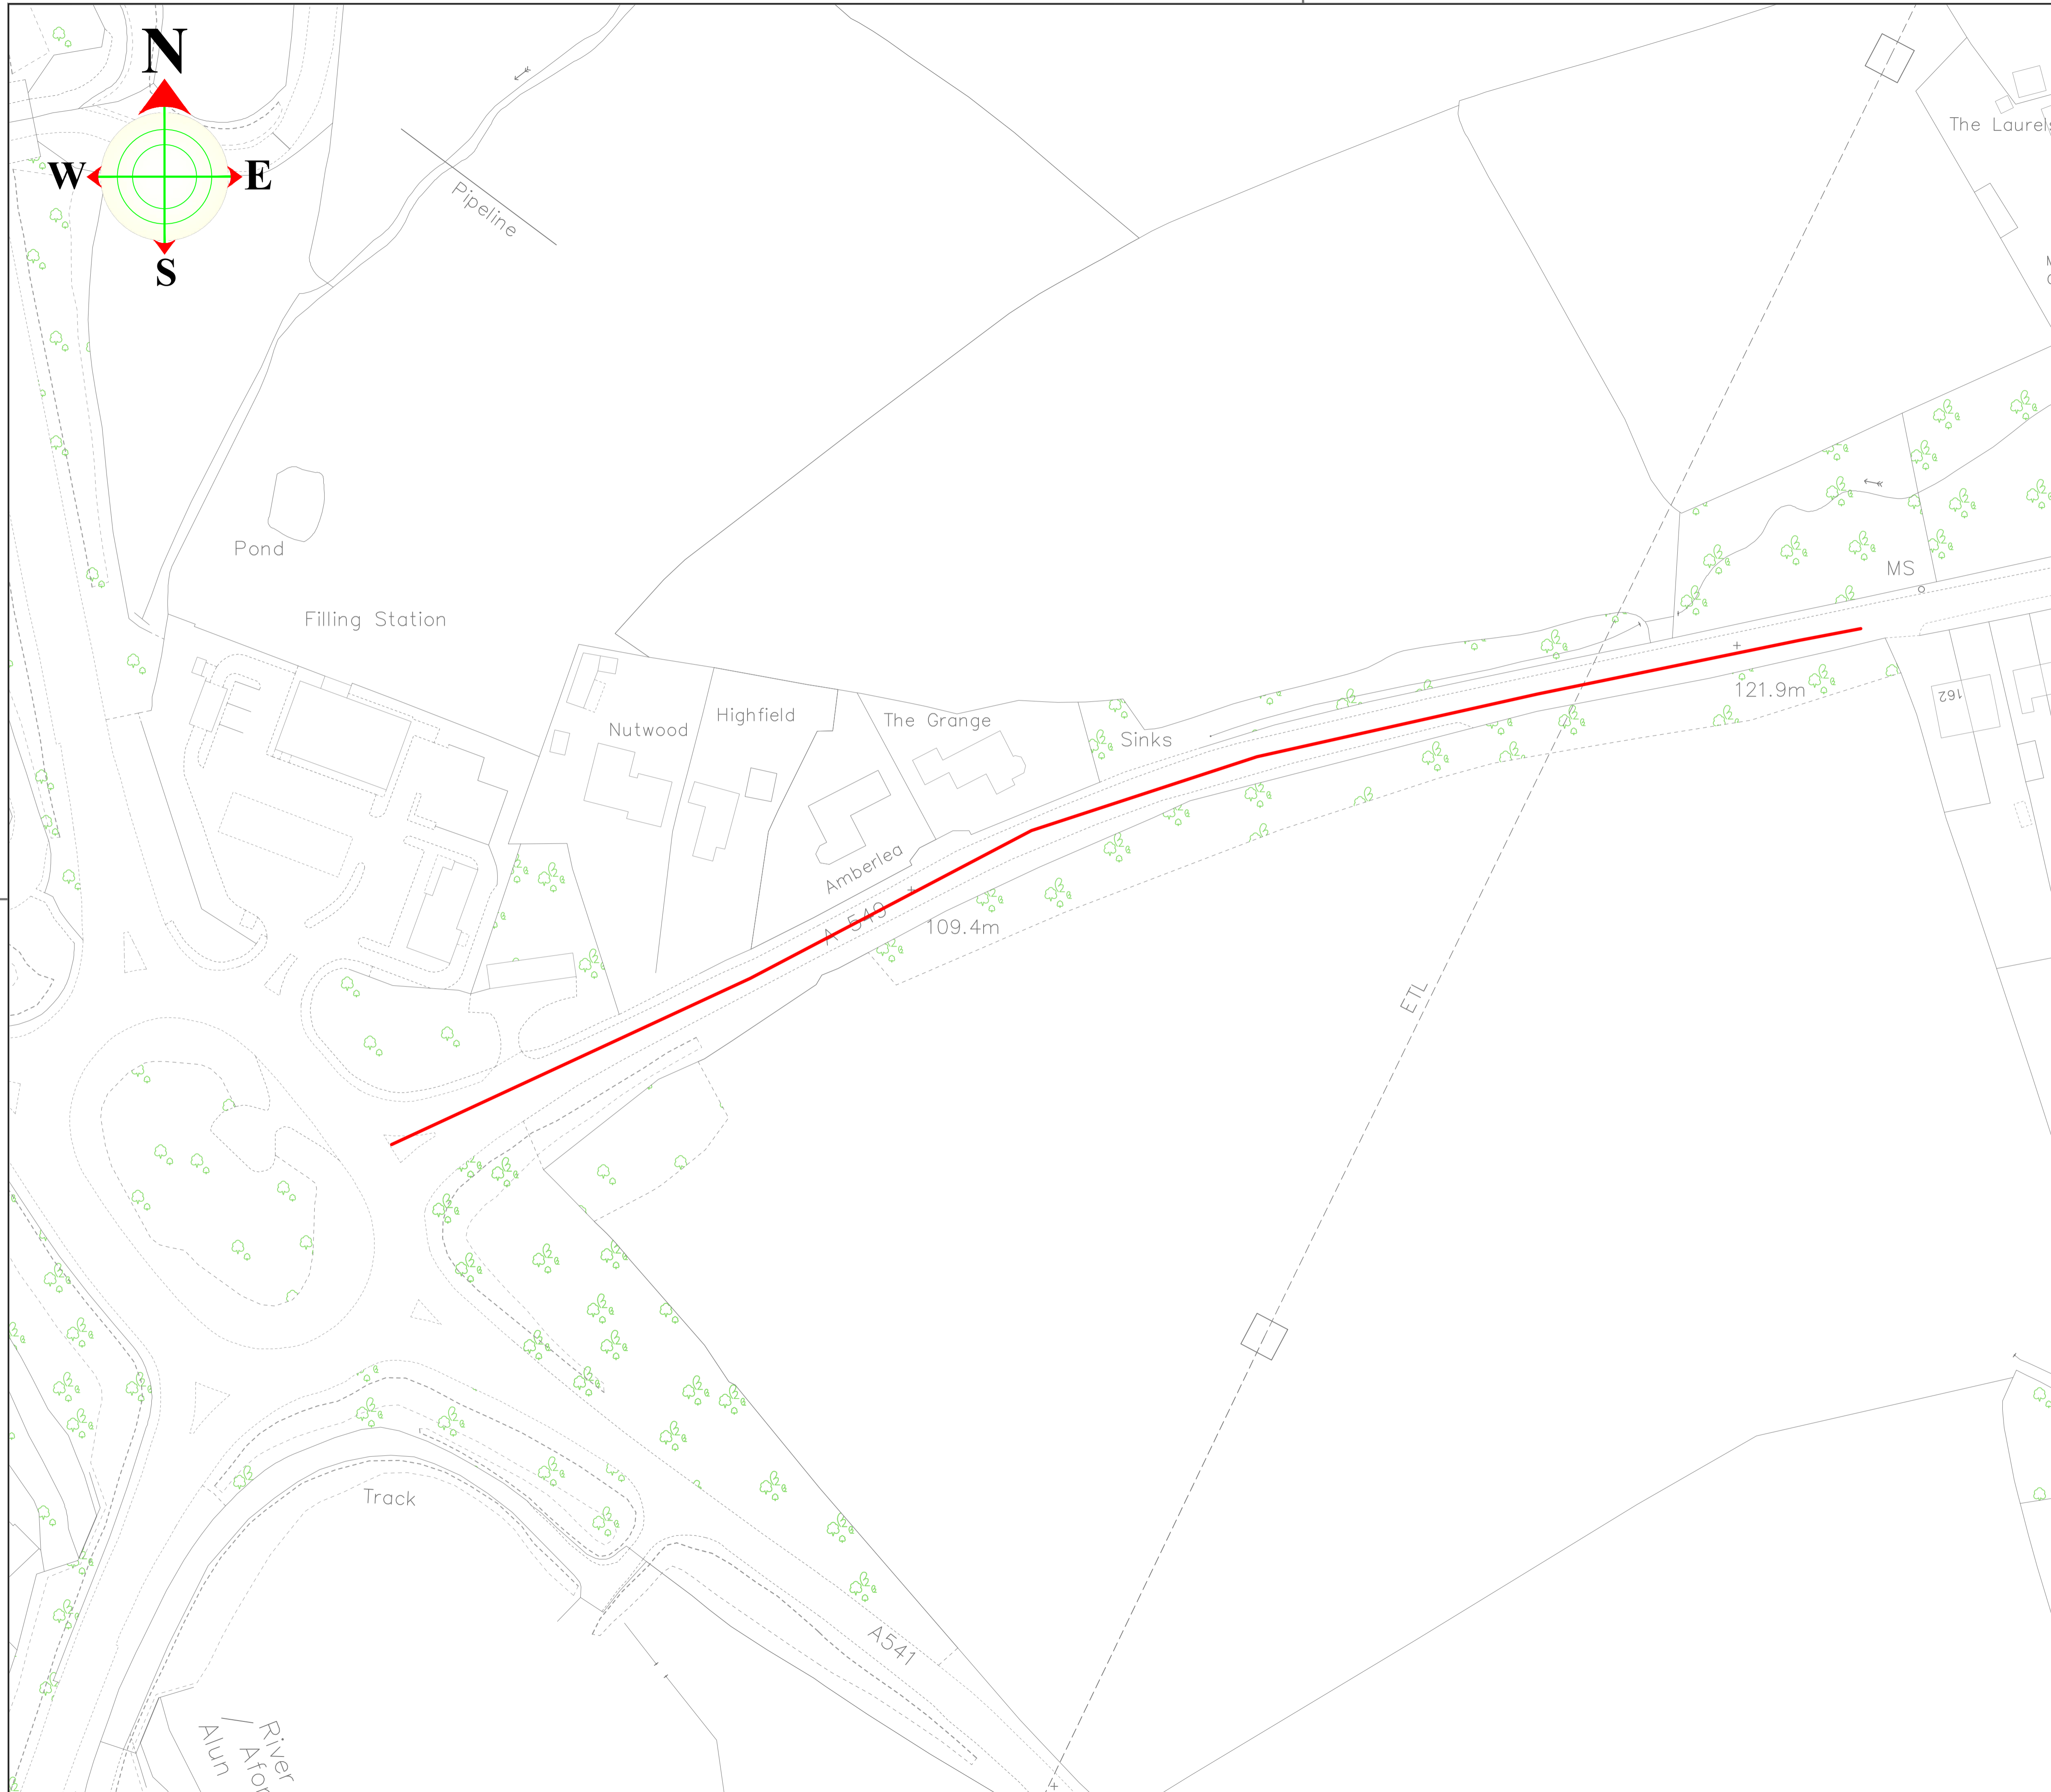 N
W
E
S
Pipeline
The Laurels
Pond
Filling Station
MS
Nutwood
Highfield
The Grange
Sinks
121.9m
162
Amberlea
A 549
109.4m
ETL
Track
A541
River
Alun